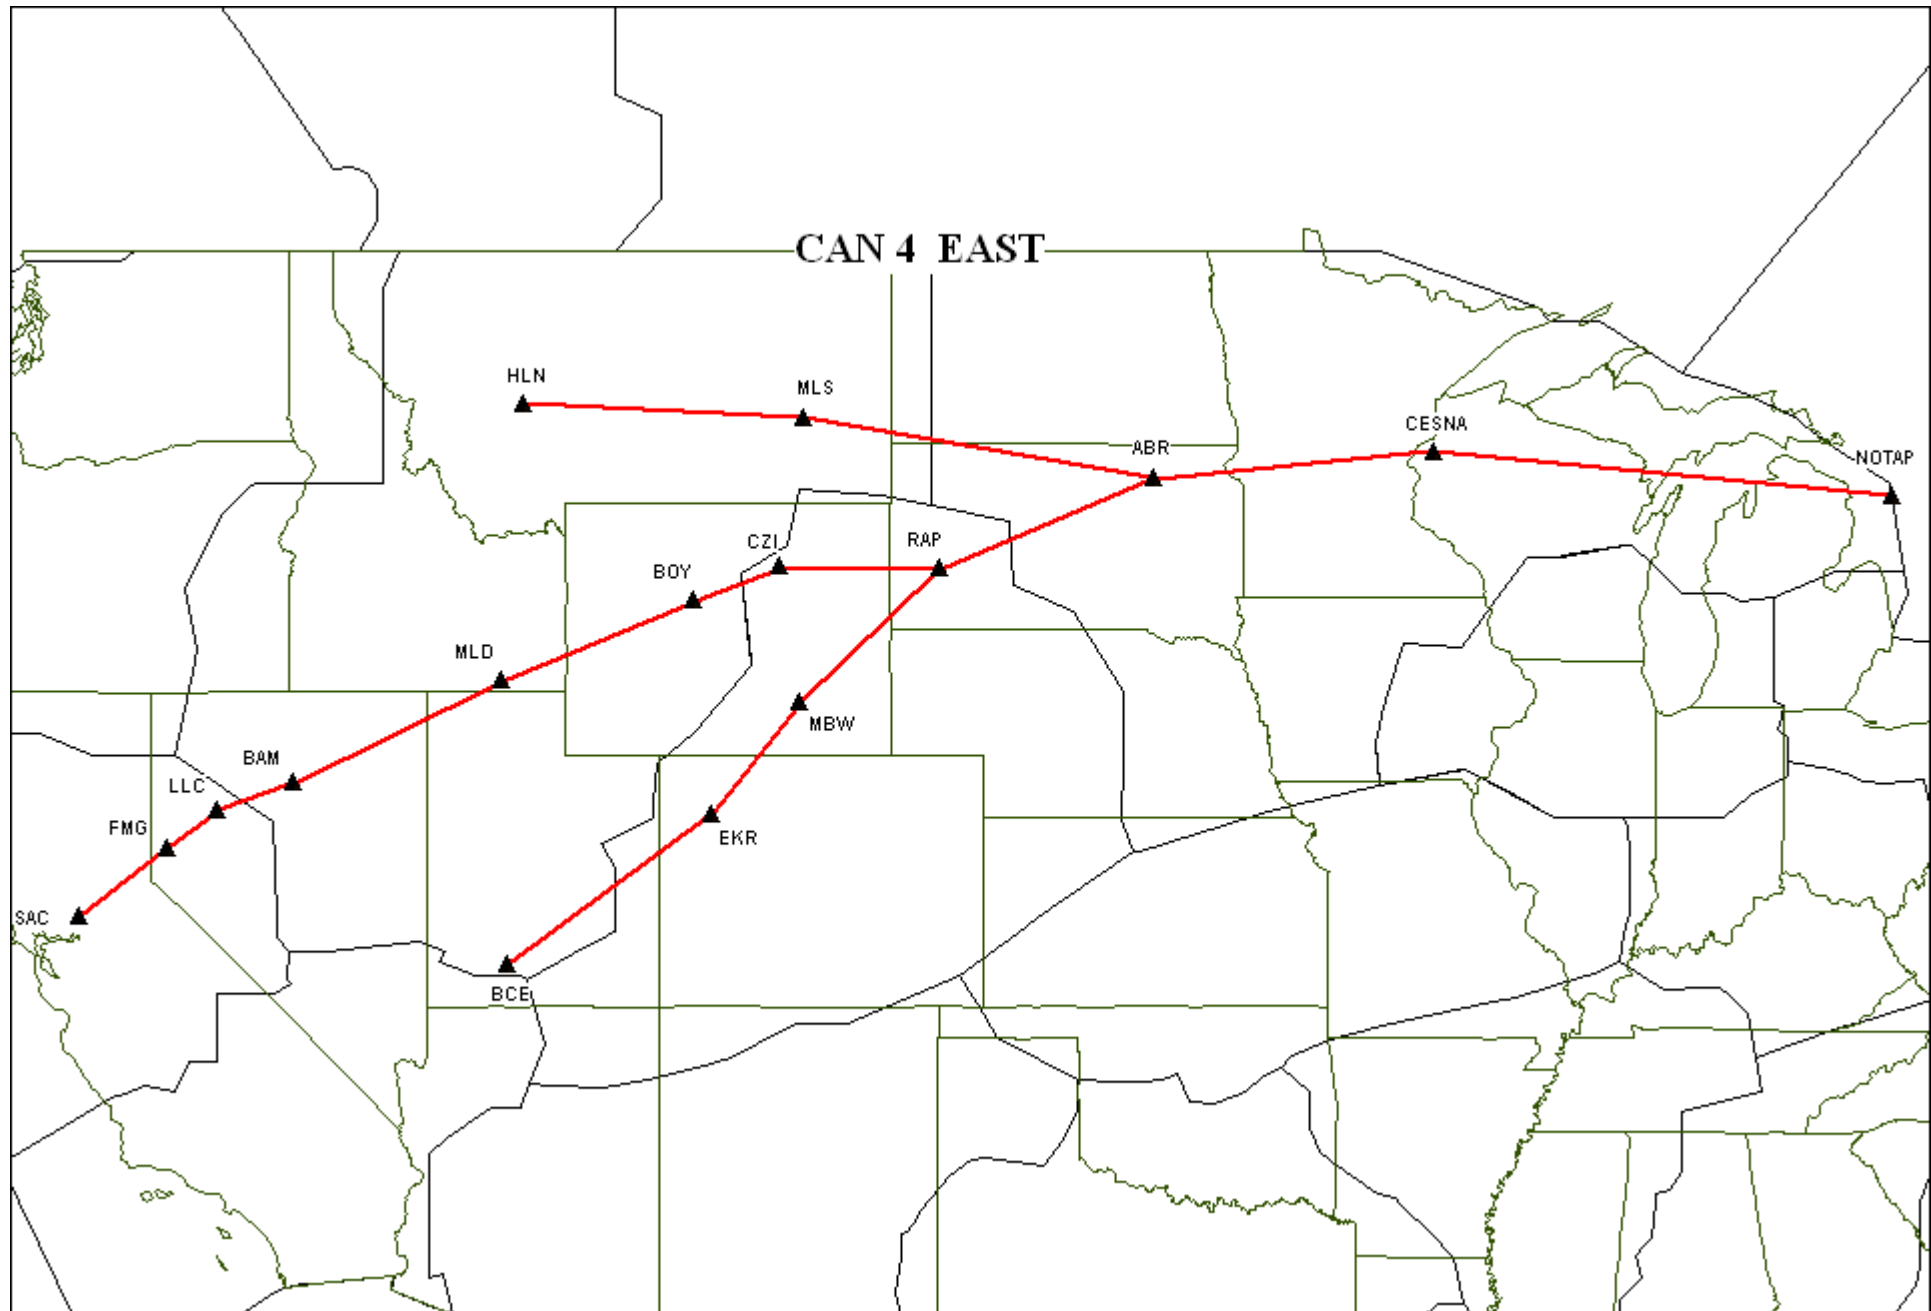 CAN 4 EAST
HLN
MLS
CESNA
ABR
NOTAP
CZI
RAP
BOY
MLD
MBW
BAM
LLC
FMG
EKR
SAC
BCE